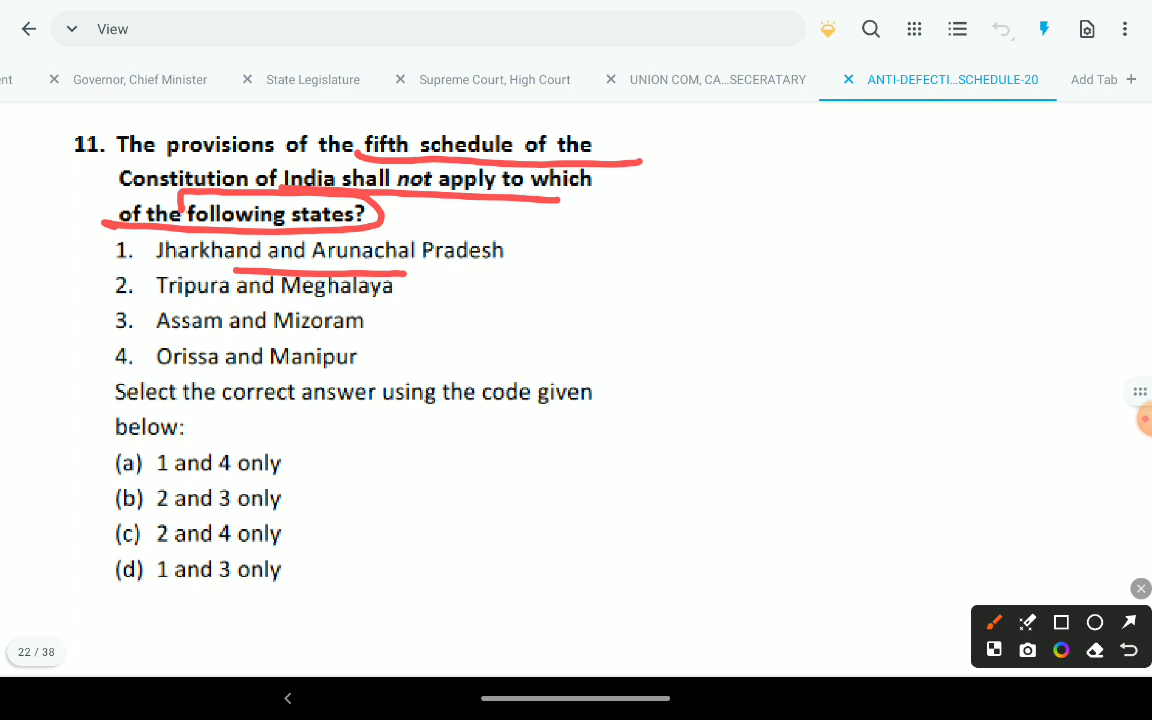 View
nt
Governor, Chief Minister
State Legislature
Supreme Court, High Court
UNION COM, CA...SECERATARY
ANTI-DEFECTI...SCHEDULE-20
Add Tab +
11. The provisions of the fifth schedule of the
Constitution of India shall not apply to which
of the following states?
1. Jharkhand and Arunachal Pradesh
2. Tripura and Meghalaya
3. Assam and Mizoram
4. Orissa and Manipur
Select the correct answer using the code given
below:
(a) 1 and 4 only
(b) 2 and 3 only
(c) 2 and 4 only
(d) 1 and 3 only
22 / 38